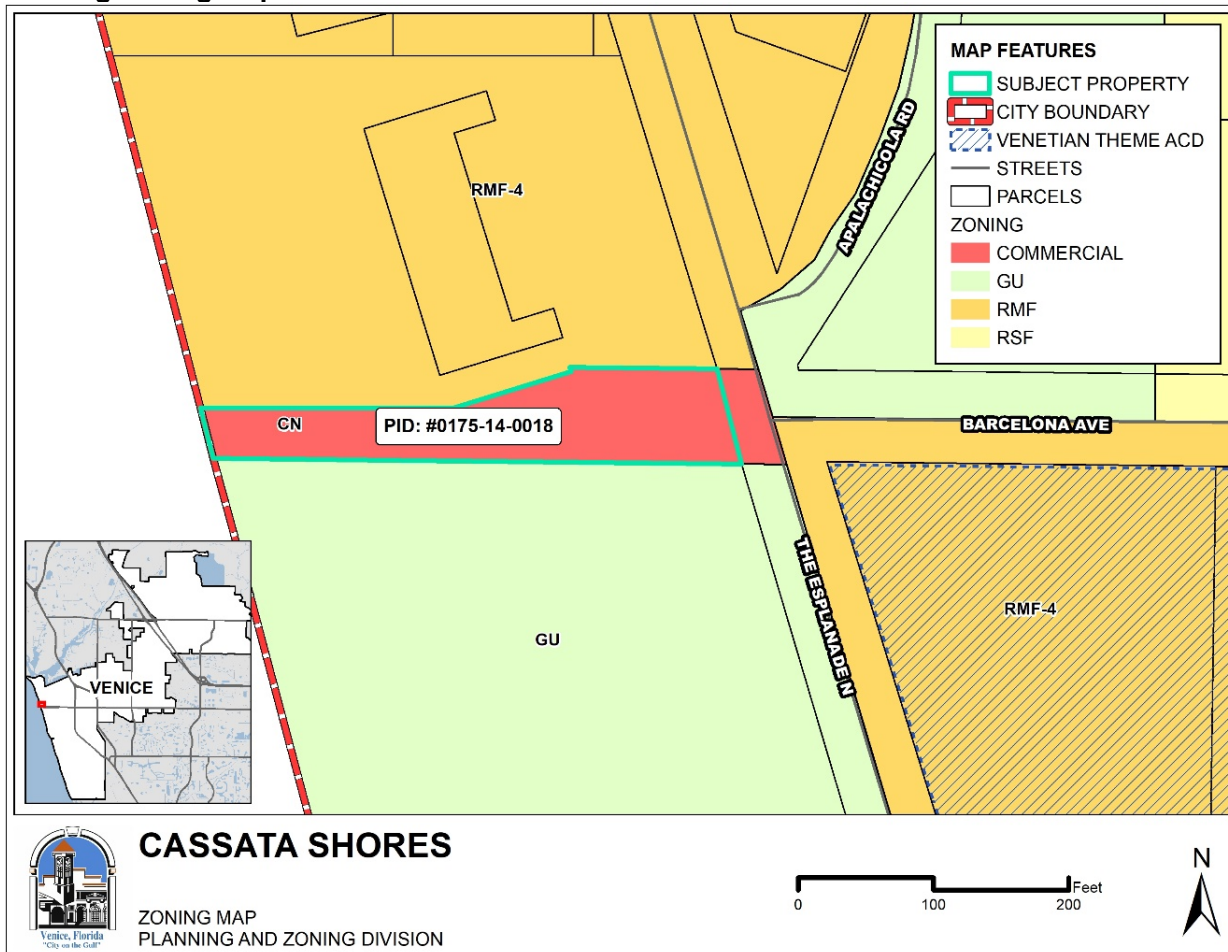 MAP FEATURES
SUBJECT PROPERTY
CITY BOUNDARY
VENETIAN THEME ACD
STREETS
PARCELS
ZONING
COMMERCIAL
GU
RMF
RSF
APALACHICOLA RD
RMF-4
CN
PID: #0175-14-0018
BARCELONA AVE
THE ESPLANADE N
RMF-4
GU
VENICE
CASSATA SHORES
ZONING MAP
PLANNING AND ZONING DIVISION
Venice, Florida
"City on the Gulf"
Feet
0 100 200
N